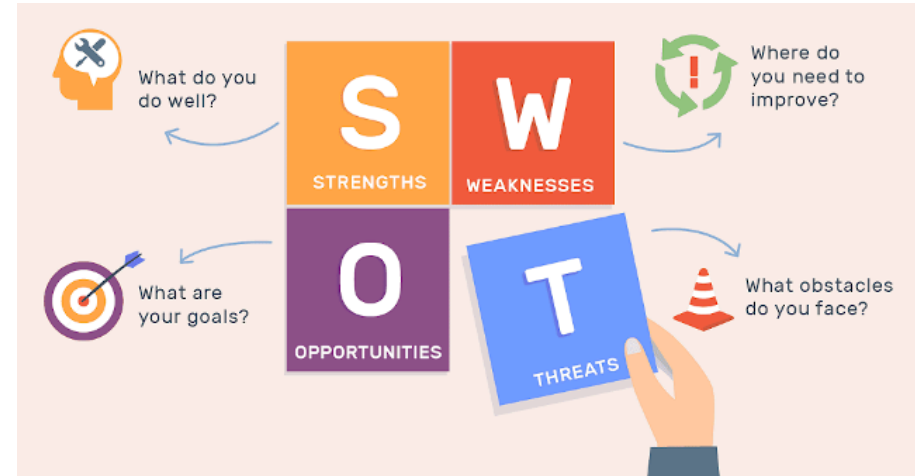 What do you
do well?
S
STRENGTHS
W
WEAKNESSES
Where do
you need to
improve?
What are
your goals?
O
OPPORTUNITIES
T
THREATS
What obstacles
do you face?